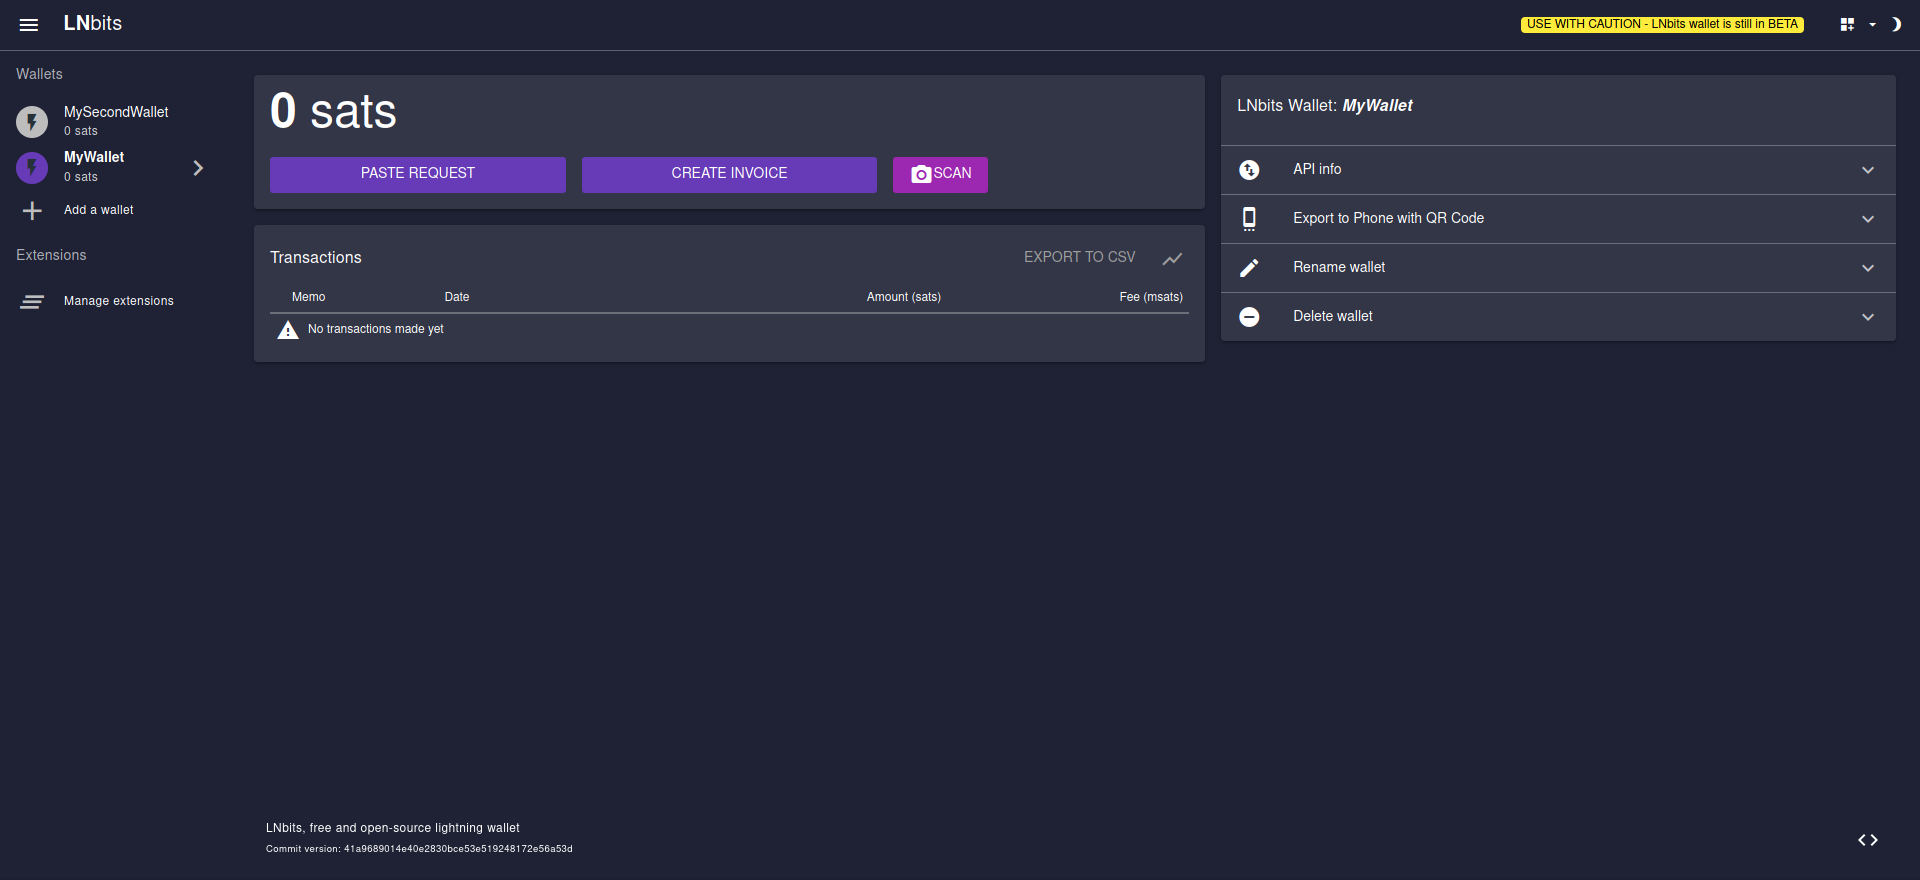 LNbits
USE WITH CAUTION - LNbits wallet is still in BETA
Wallets
MySecondWallet
0 sats
MyWallet
0 sats
Add a wallet
Extensions
Manage extensions
0 sats
PASTE REQUEST
CREATE INVOICE
SCAN
Transactions
EXPORT TO CSV
Memo Date Amount (sats) Fee (msats)
No transactions made yet
LNbits Wallet: MyWallet
API info
Export to Phone with QR Code
Rename wallet
Delete wallet
LNbits, free and open-source lightning wallet
Commit version: 41a9689014e40e2830bce53e519248172e56a53d